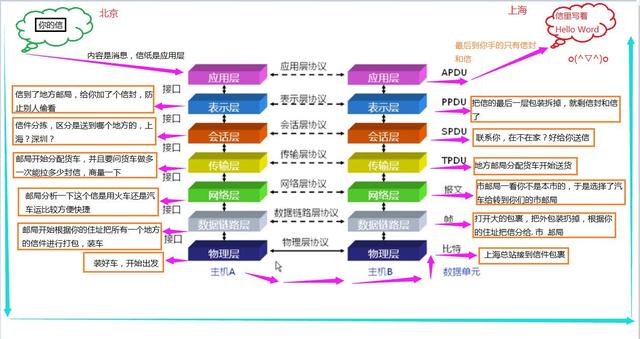 北京
上海
你的信
信里写着
Hello Word
o(^▽^)o
内容是消息，信纸是应用层
最后到你手的只有信封
和信
应用层
应用层协议
应用层
APDU
接口
信到了地方邮局，给你加了个信封，防
止别人偷看
表示层
表示层协议
表示层
PPDU
把信的最后一层包装拆掉，就剩信封和信
了
接口
信件分拣，区分是送到哪个地方的，上
海？深圳？
会话层
会话层协议
会话层
SPDU
联系你，在不在家？好给你送信
接口
邮局开始分配货车，并且要问货车做多
一次能拉多少封信，商量一下
传输层
传输层协议
传输层
TPDU
地方邮局分配货车开始送货
接口
邮局分析一下这个信是用火车还是汽
车运比较方便快捷
网络层
网络层协议
网络层
报文
市邮局一看你不是本市的，于是选择了汽
车给转到你们的市邮局
接口
邮局开始根据你的住址把所有一个地方
的信件进行打包，装车
数据链路层
数据链路层协议
数据链路层
帧
打开大的包裹，把外包装扔掉，根据你
的住址把信分给. 市 邮局
接口
装好车，开始出发
物理层
物理层协议
物理层
比特
上海总站接到信件包裹
主机A
主机B
数据单元